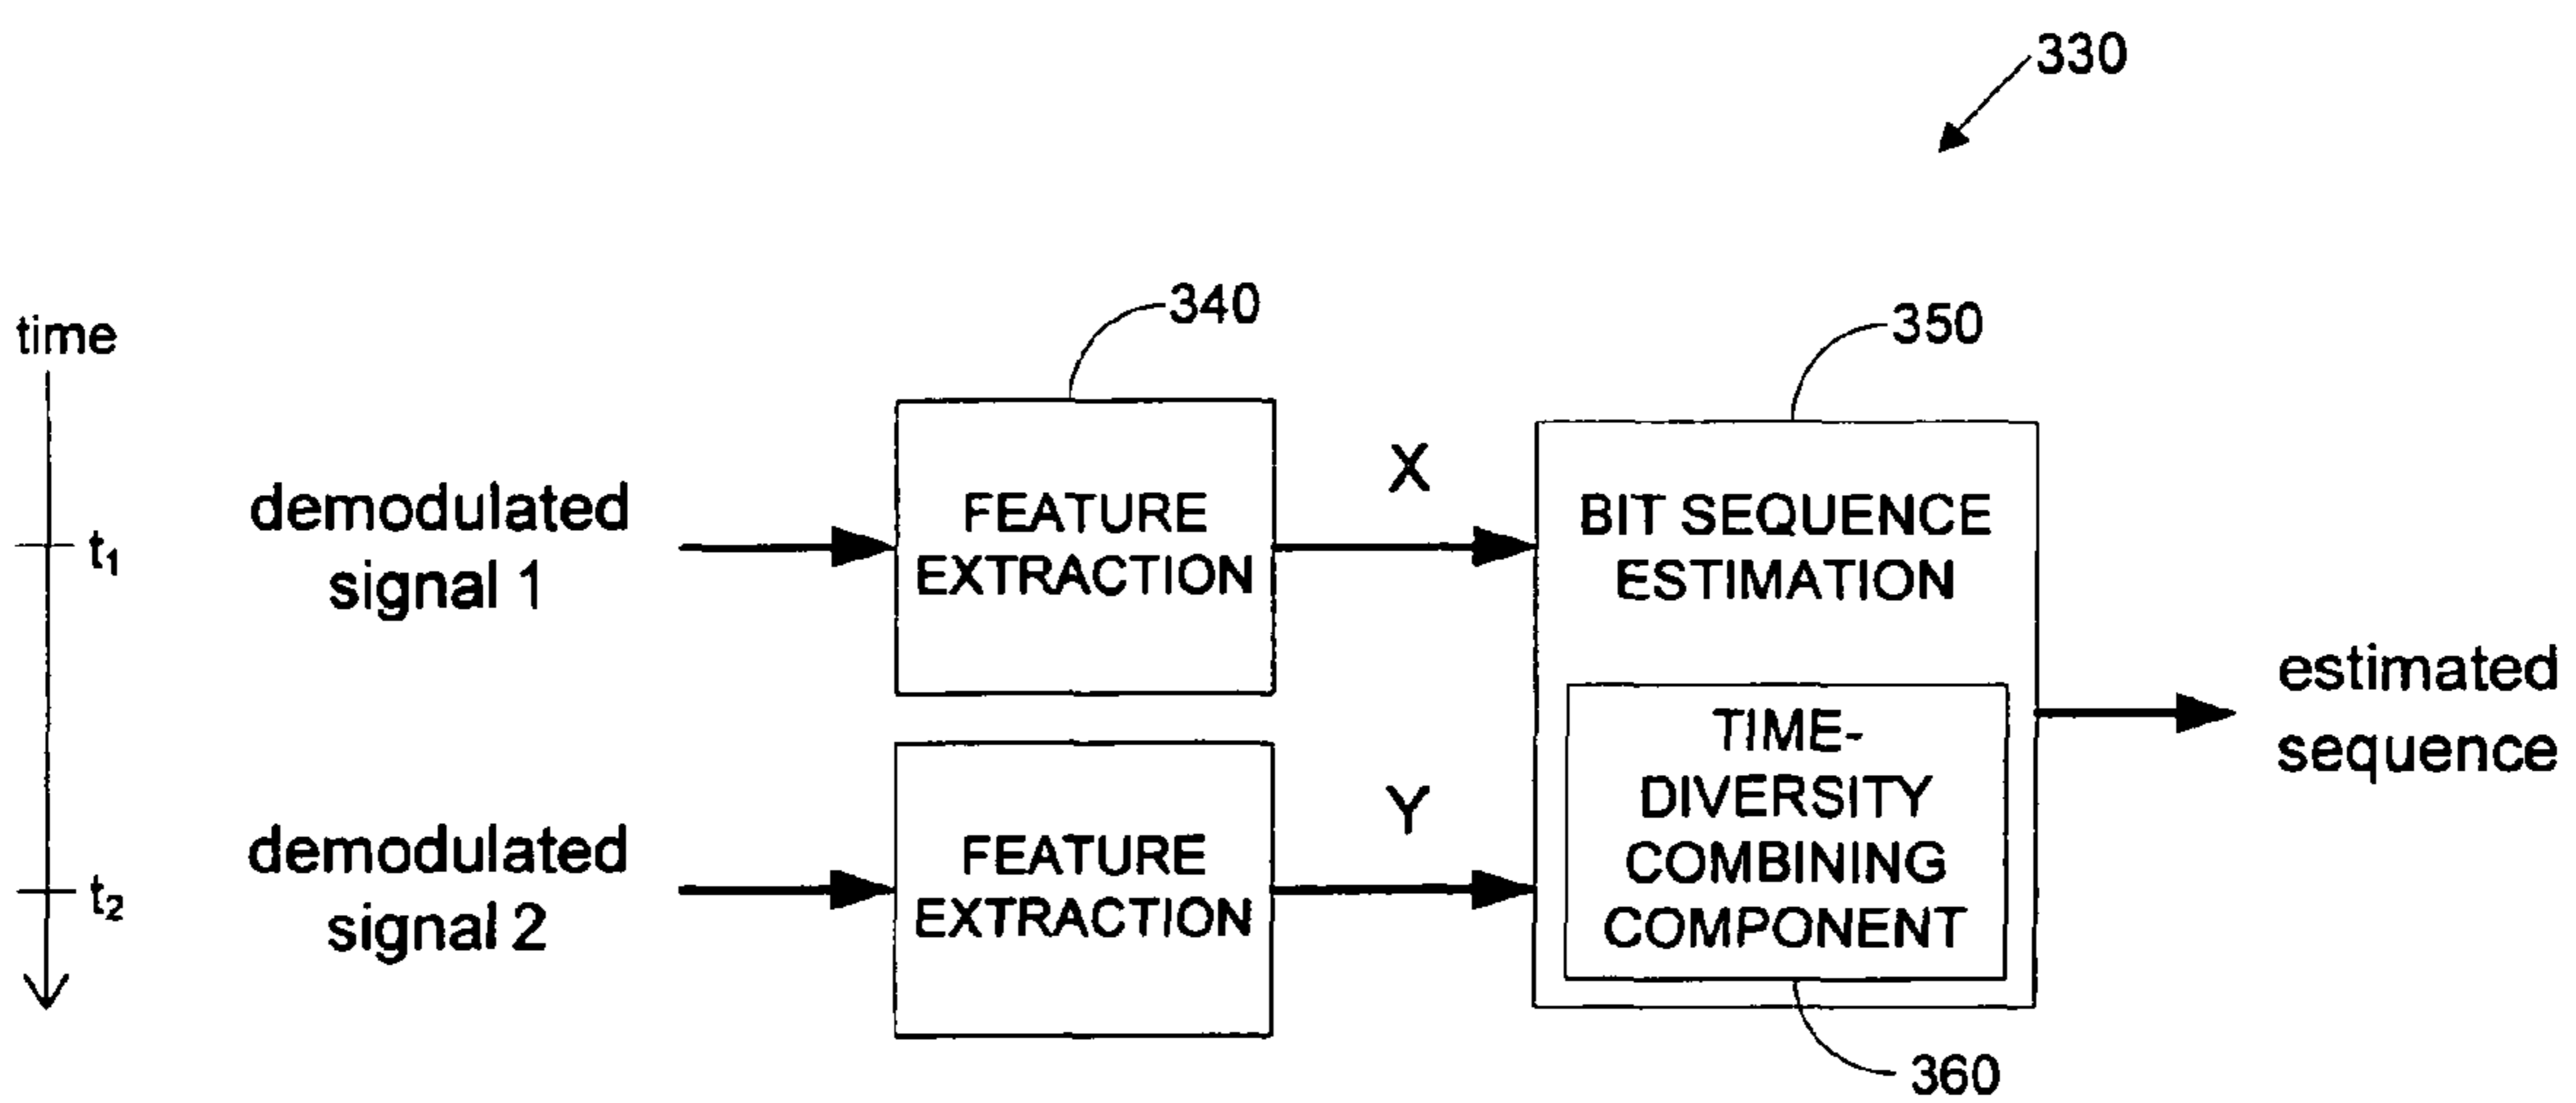 330
340
350
time
X
demodulated
signal 1
FEATURE
EXTRACTION
BIT SEQUENCE
ESTIMATION
t1
estimated
sequence
TIME-
DIVERSITY
COMBINING
COMPONENT
Y
demodulated
signal 2
FEATURE
EXTRACTION
t2
360